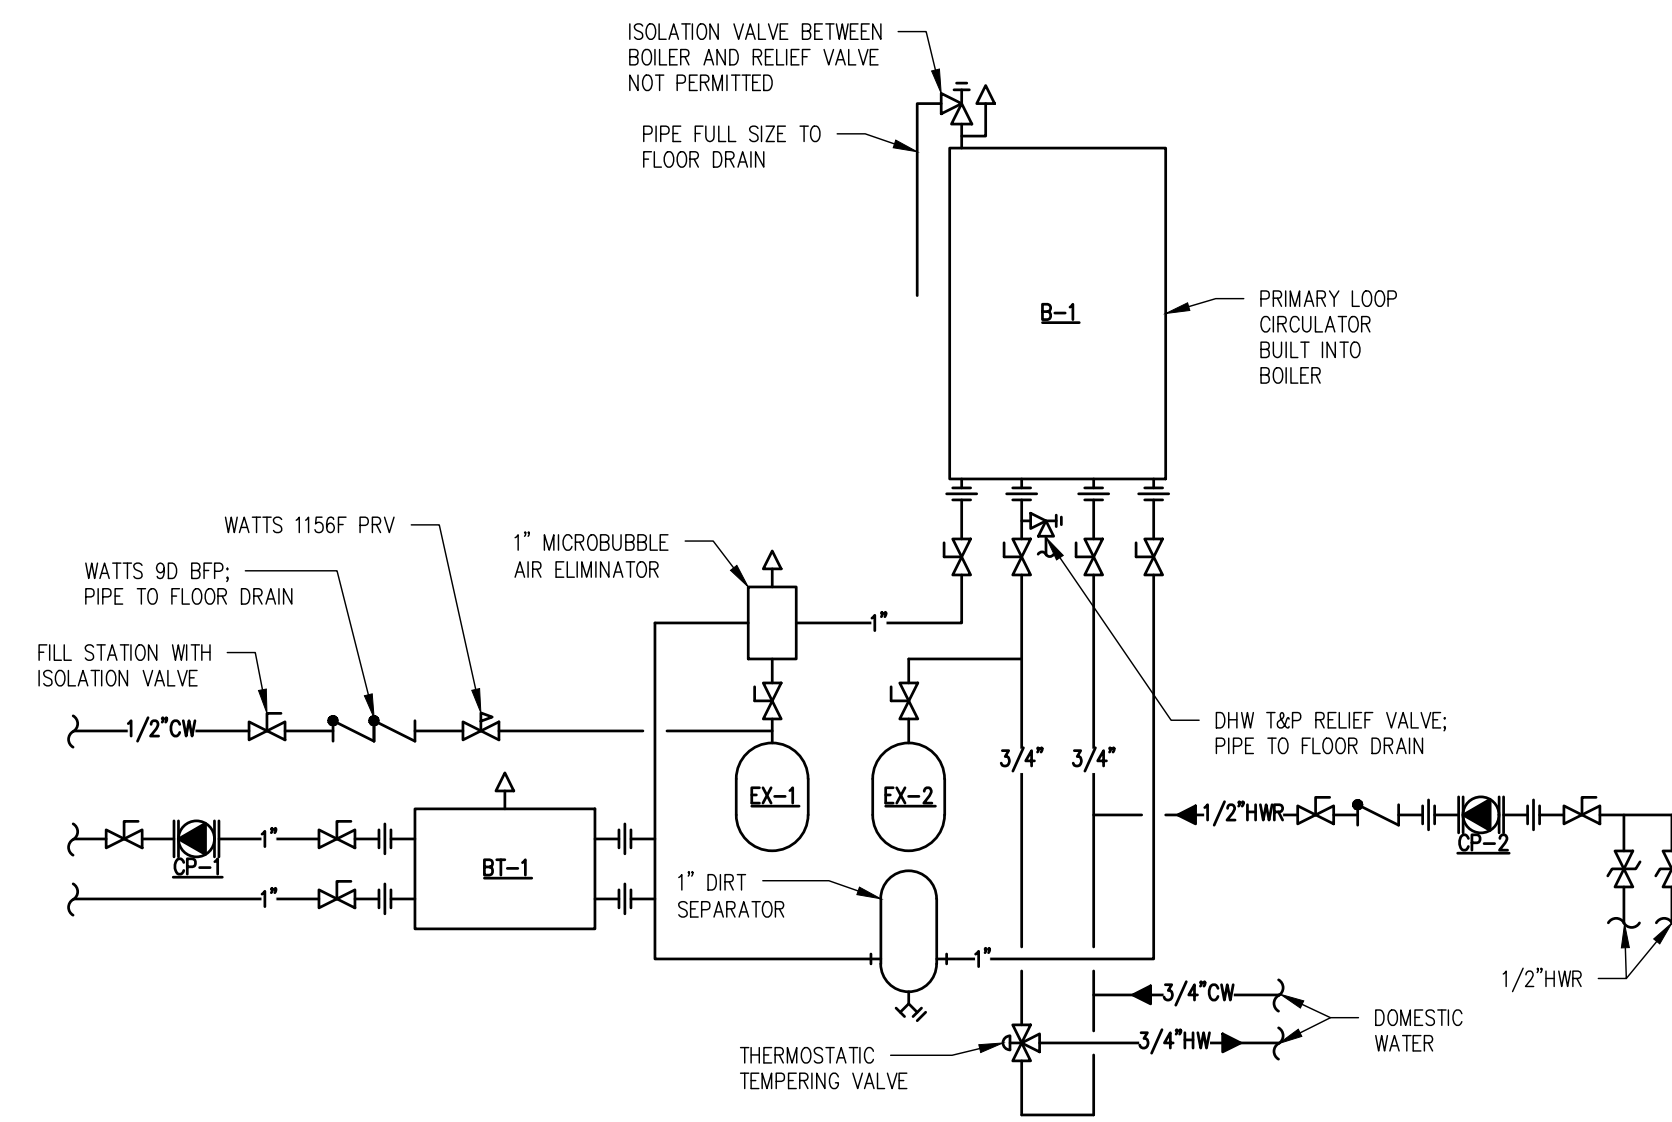 ISOLATION VALVE BETWEEN
BOILER AND RELIEF VALVE
NOT PERMITTED
PIPE FULL SIZE TO
FLOOR DRAIN
B-1
PRIMARY LOOP
CIRCULATOR
BUILT INTO
BOILER
WATTS 1156F PRV
1" MICROBUBBLE
AIR ELIMINATOR
WATTS 9D BFP;
PIPE TO FLOOR DRAIN
FILL STATION WITH
ISOLATION VALVE
1"
1/2"CW
DHW T&P RELIEF VALVE;
PIPE TO FLOOR DRAIN
3/4"
3/4"
EX-1
EX-2
1/2"HWR
CP-2
1"
CP-1
BT-1
1"
1" DIRT
SEPARATOR
1"
1/2"HWR
3/4"CW
DOMESTIC
WATER
3/4"HW
THERMOSTATIC
TEMPERING VALVE